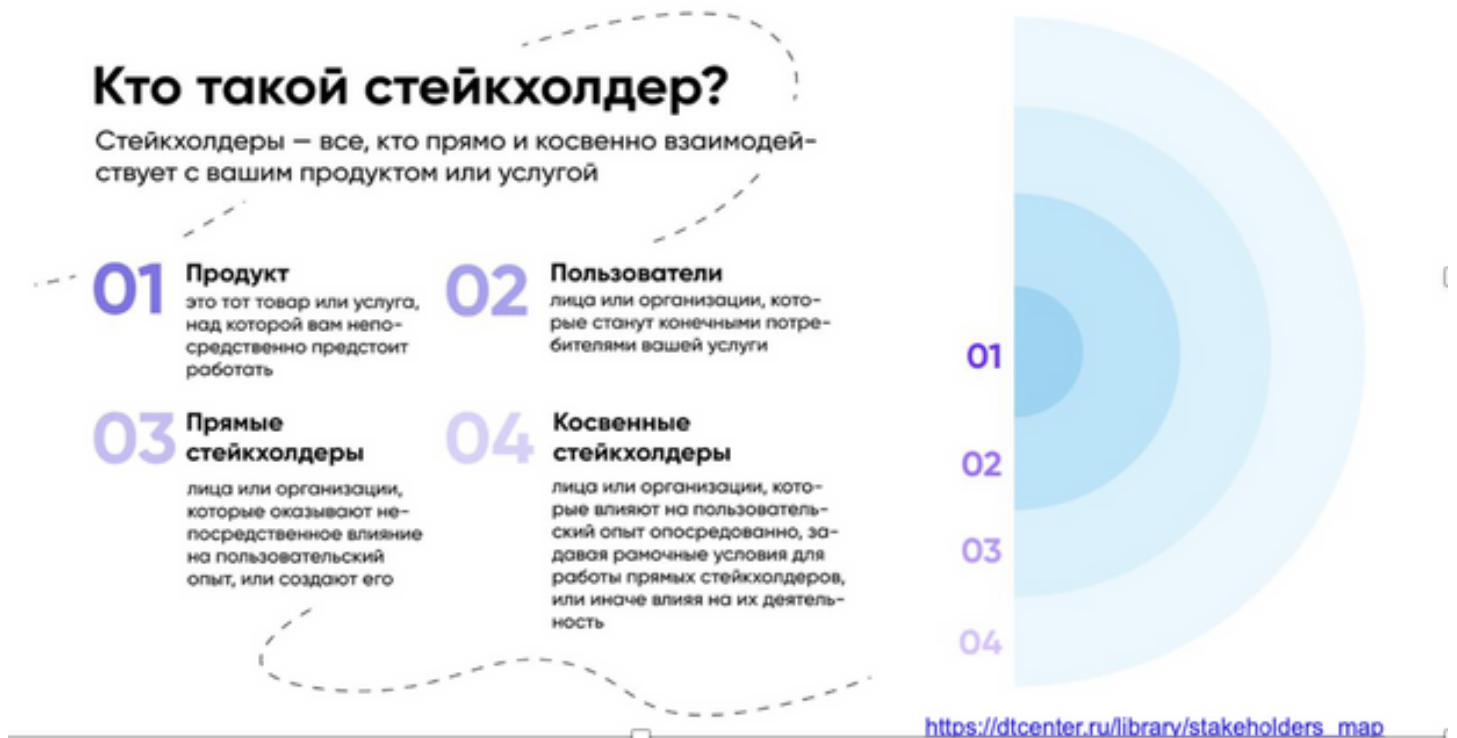 Кто такой стейкхолдер?
Стейкхолдеры — все, кто прямо и косвенно взаимодей-
ствует с вашим продуктом или услугой
01
Продукт
это тот товар или услуга,
над которой вам непо-
средственно предстоит
работать
02
Пользователи
лица или организации, кото-
рые станут конечными потре-
бителями вашей услуги
03
Прямые
стейкхолдеры
лица или организации,
которые оказывают не-
посредственное влияние
на пользовательский
опыт, или создают его
04
Косвенные
стейкхолдеры
лица или организации, кото-
рые влияют на пользователь-
ский опыт опосредованно, за-
давая рамочные условия для
работы прямых стейкхолдеров,
или иначе влияя на их деятель-
ность
01
02
03
04
https://dtcenter.ru/library/stakeholders_map